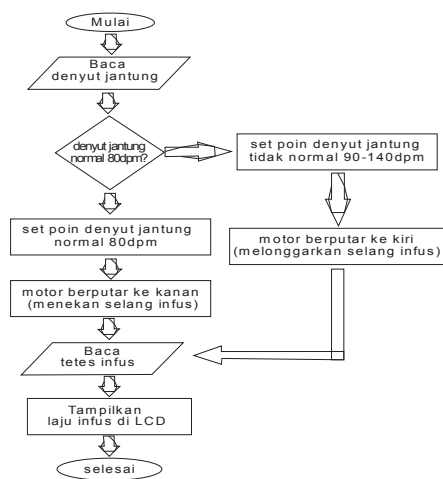 Mulai
Baca
denyut jantung
denyut jantung
normal 80dpm?
set poin denyut jantung
tidak normal 90-140dpm
set poin denyut jantung
normal 80dpm
motor berputar ke kiri
(melonggarkan selang infus)
motor berputar ke kanan
(menekan selang infus)
Baca
tetes infus
Tampilkan
laju infus di LCD
selesai